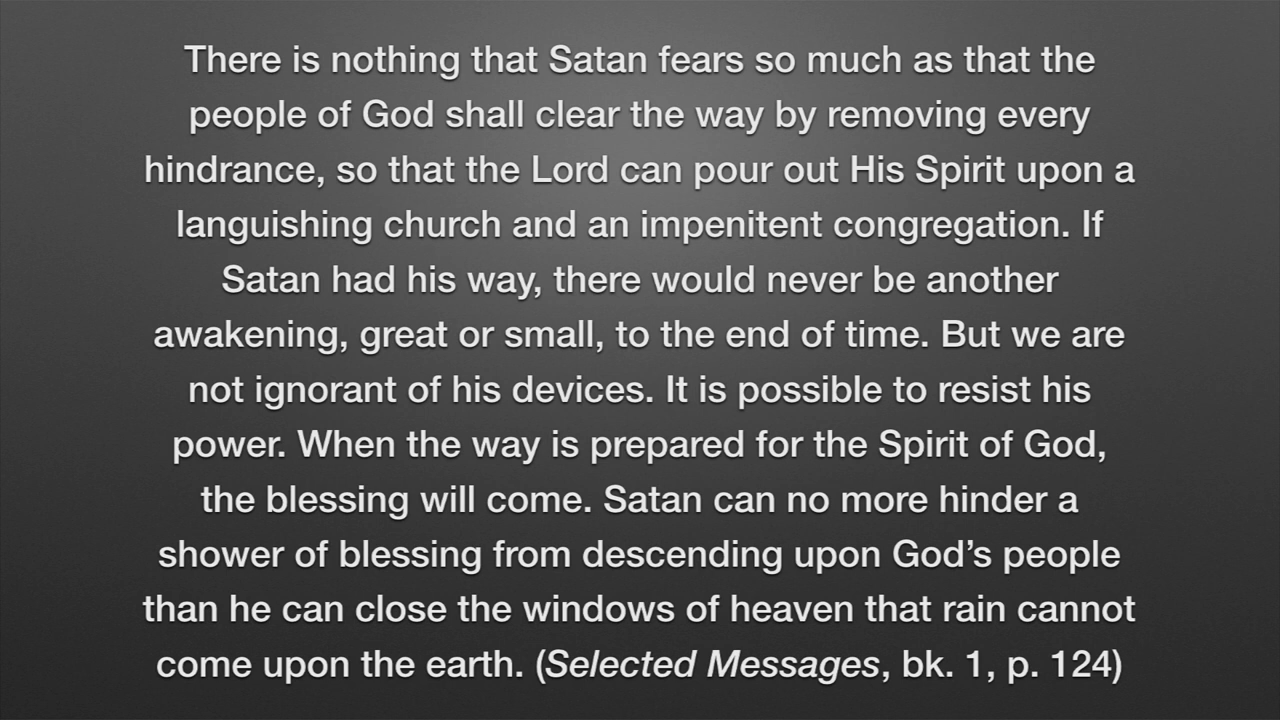 There is nothing that Satan fears so much as that the
people of God shall clear the way by removing every
hindrance, so that the Lord can pour out His Spirit upon a
languishing church and an impenitent congregation. If
Satan had his way, there would never be another
awakening, great or small, to the end of time. But we are
not ignorant of his devices. It is possible to resist his
power. When the way is prepared for the Spirit of God,
the blessing will come. Satan can no more hinder a
shower of blessing from descending upon God’s people
than he can close the windows of heaven that rain cannot
come upon the earth. (Selected Messages, bk. 1, p. 124)